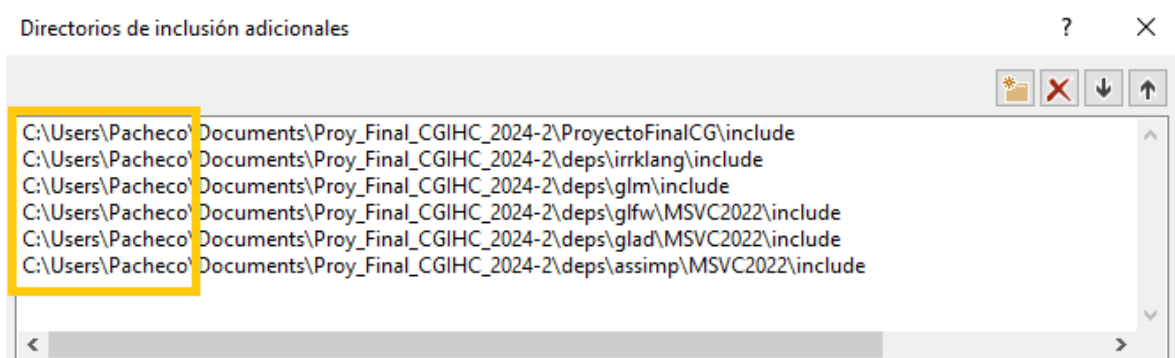 Directorios de inclusión adicionales
C:\Users\Pacheco\Documents\Proy_Final_CGIHC_2024-2\ProyectoFinalCG\include
C:\Users\Pacheco\Documents\Proy_Final_CGIHC_2024-2\deps\irrklang\include
C:\Users\Pacheco\Documents\Proy_Final_CGIHC_2024-2\deps\glm\include
C:\Users\Pacheco\Documents\Proy_Final_CGIHC_2024-2\deps\glfw\MSVC2022\include
C:\Users\Pacheco\Documents\Proy_Final_CGIHC_2024-2\deps\glad\MSVC2022\include
C:\Users\Pacheco\Documents\Proy_Final_CGIHC_2024-2\deps\assimp\MSVC2022\include